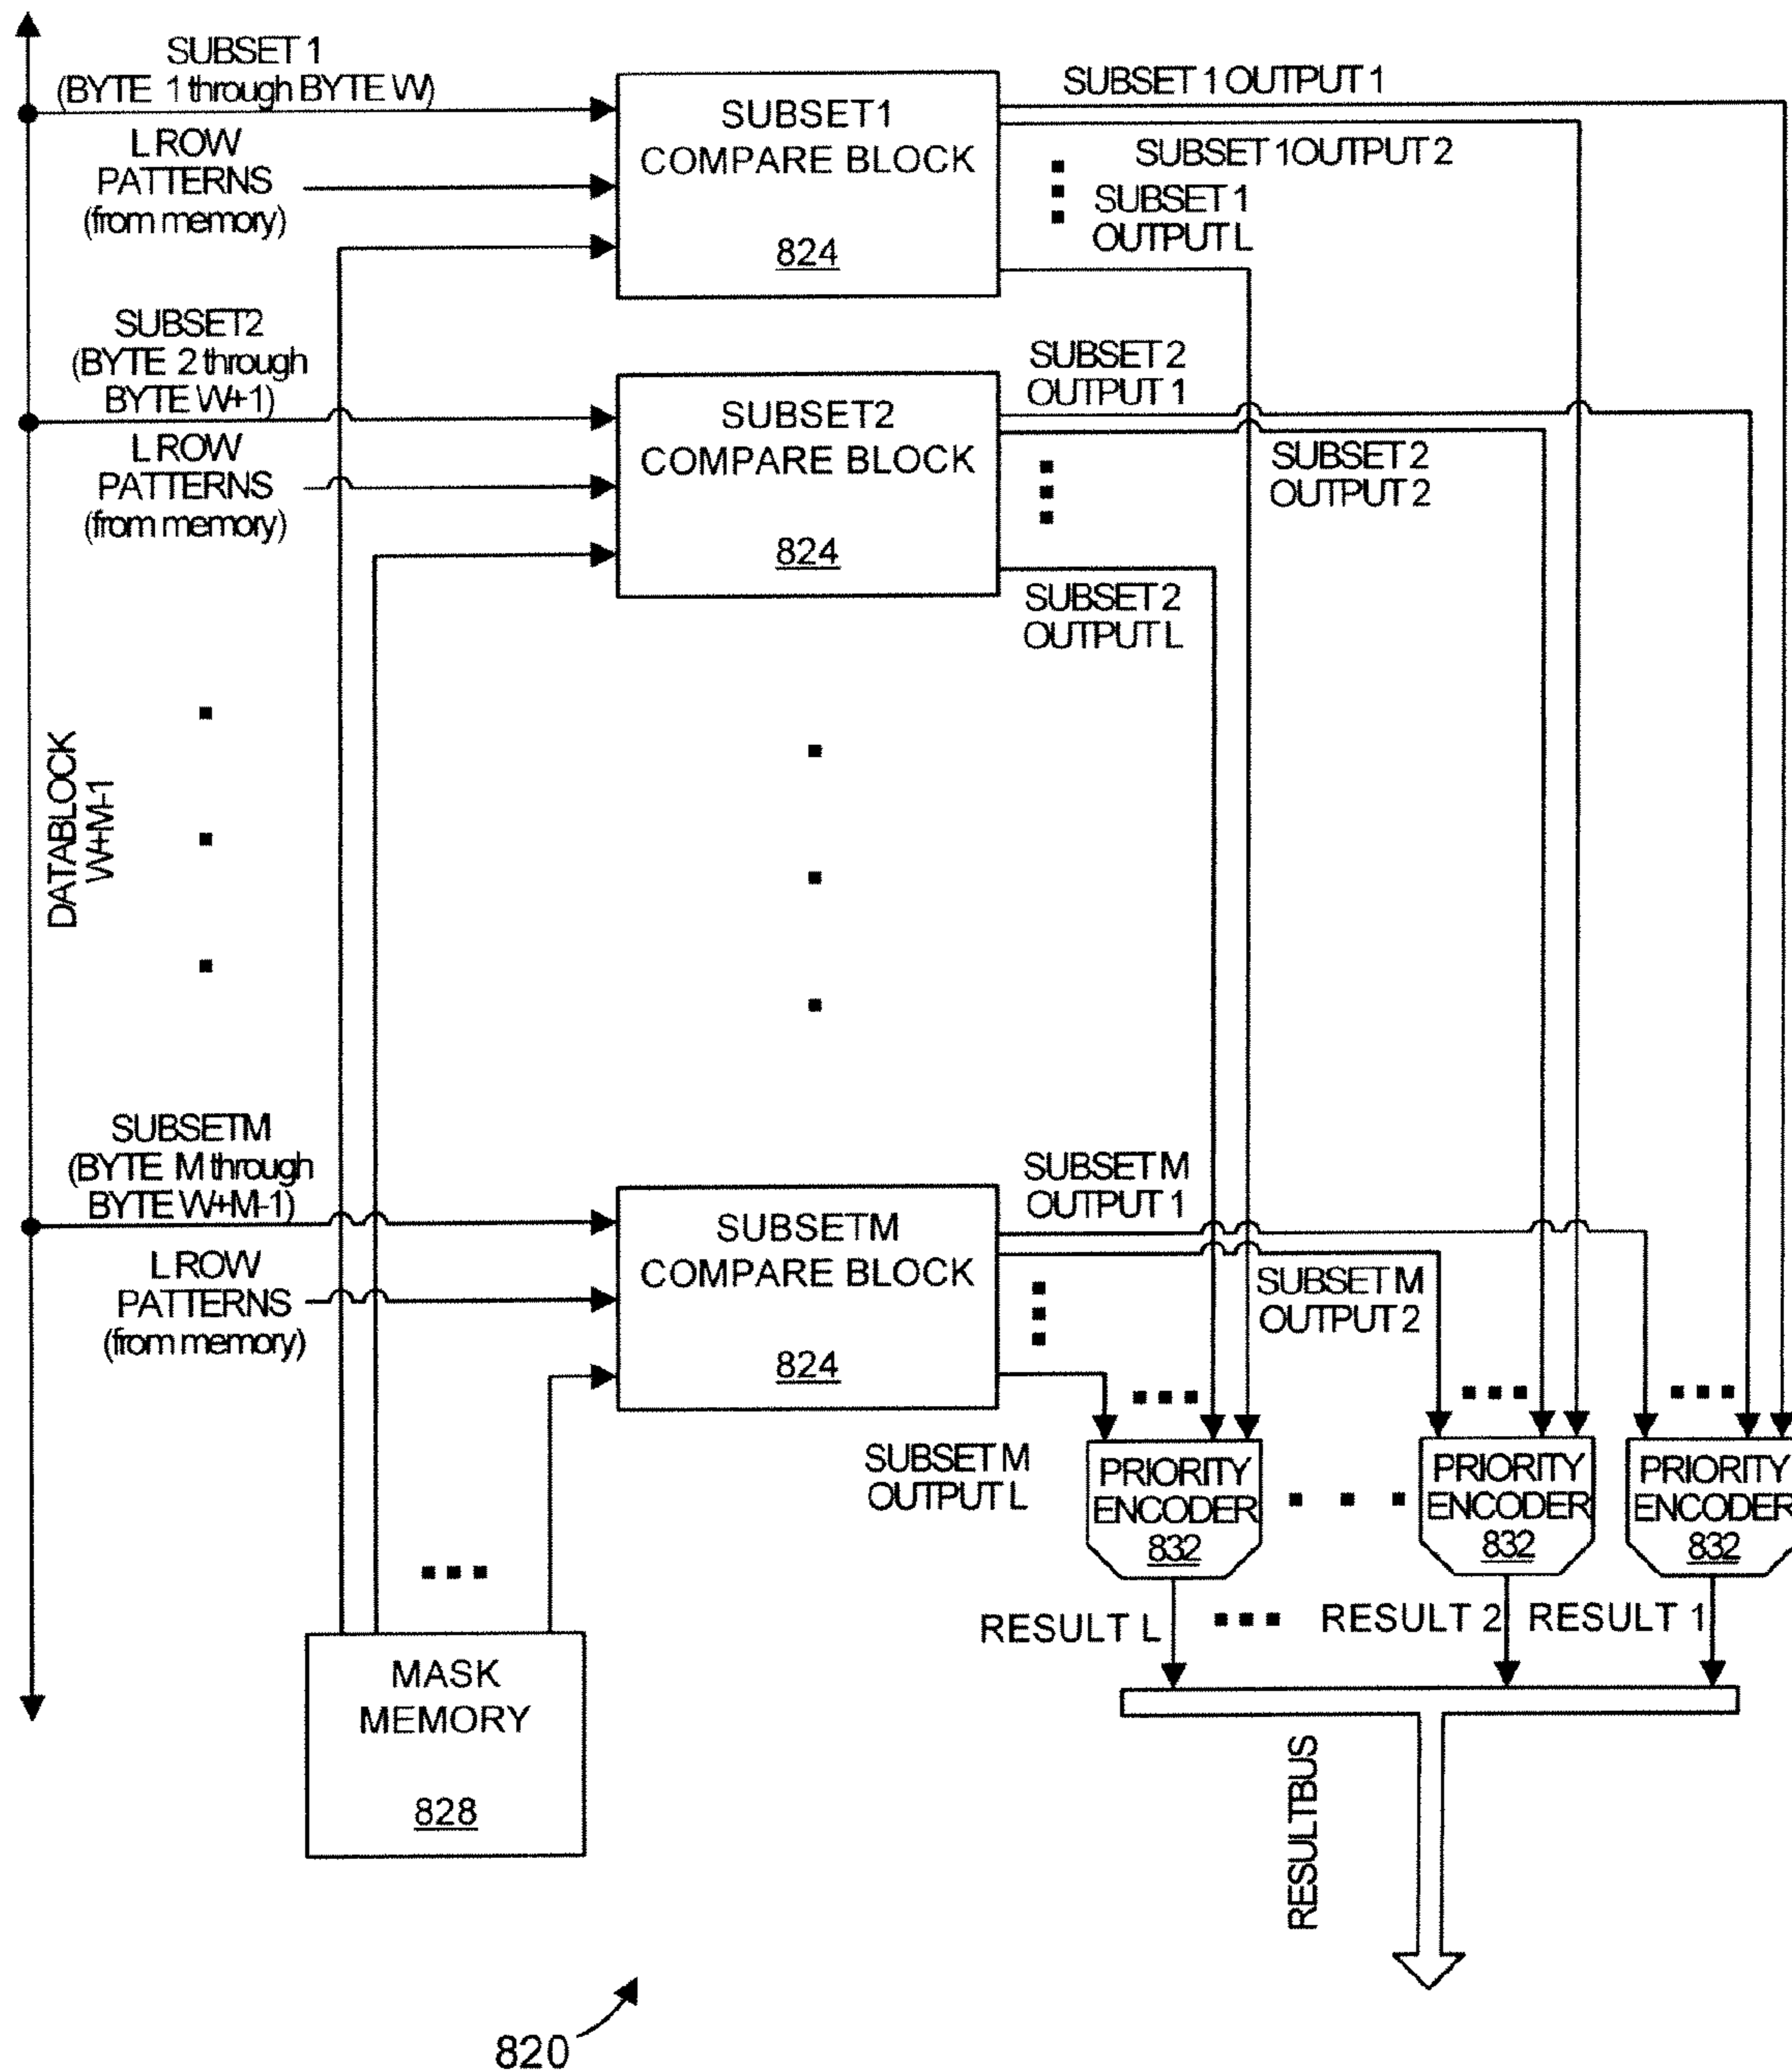 SUBSET 1
(BYTE 1 through BYTE W)
L ROW
PATTERNS
(from memory)
SUBSET1
COMPARE BLOCK
824
SUBSET 1 OUTPUT 1
SUBSET 1 OUTPUT 2
SUBSET 1
OUTPUT L
SUBSET2
(BYTE 2 through
BYTE W+1)
L ROW
PATTERNS
(from memory)
SUBSET2
COMPARE BLOCK
824
SUBSET 2
OUTPUT 1
SUBSET 2
OUTPUT 2
SUBSET 2
OUTPUT L
DATABLOCK
W+M-1
SUBSETM
(BYTE M through
BYTE W+M-1)
L ROW
PATTERNS
(from memory)
SUBSETM
COMPARE BLOCK
824
SUBSET M
OUTPUT 1
SUBSET M
OUTPUT 2
SUBSET M
OUTPUT L
PRIORITY
ENCODER
832
PRIORITY
ENCODER
832
PRIORITY
ENCODER
832
RESULT L
RESULT 2
RESULT 1
MASK
MEMORY
828
RESULTBUS
820